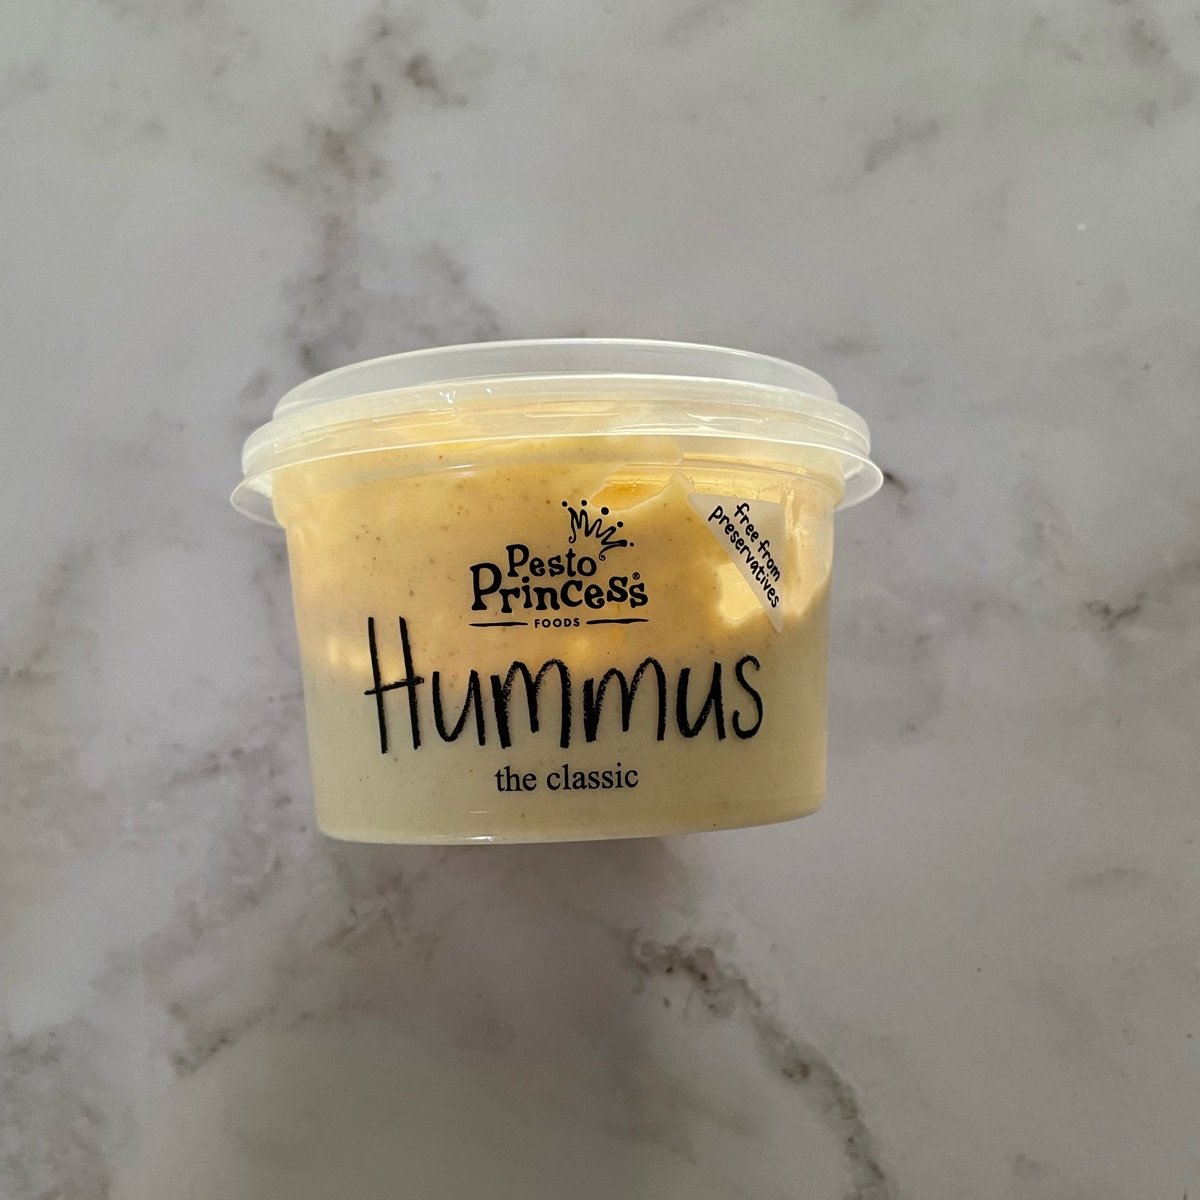 Pesto
Princess®
FOODS
Hummus
the classic
free from
preservatives